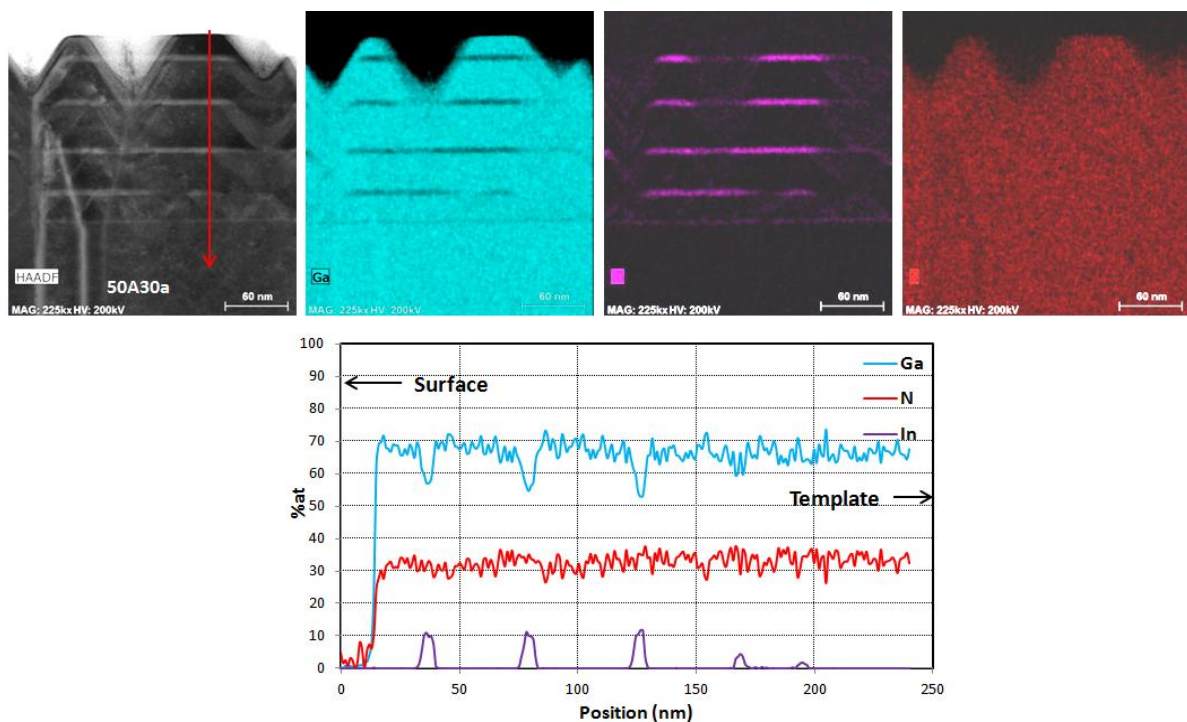 HAADF
50A30a
60 nm
MAG: 225kx HV: 200kV
Ga
60 nm
MAG: 225kx HV: 200kV
60 nm
MAG: 225kx HV: 200kV
60 nm
MAG: 225kx HV: 200kV
100
90
80
70
60
50
40
30
20
10
0
%at
Surface
Ga
N
In
Template
0
50
100
150
200
250
Position (nm)